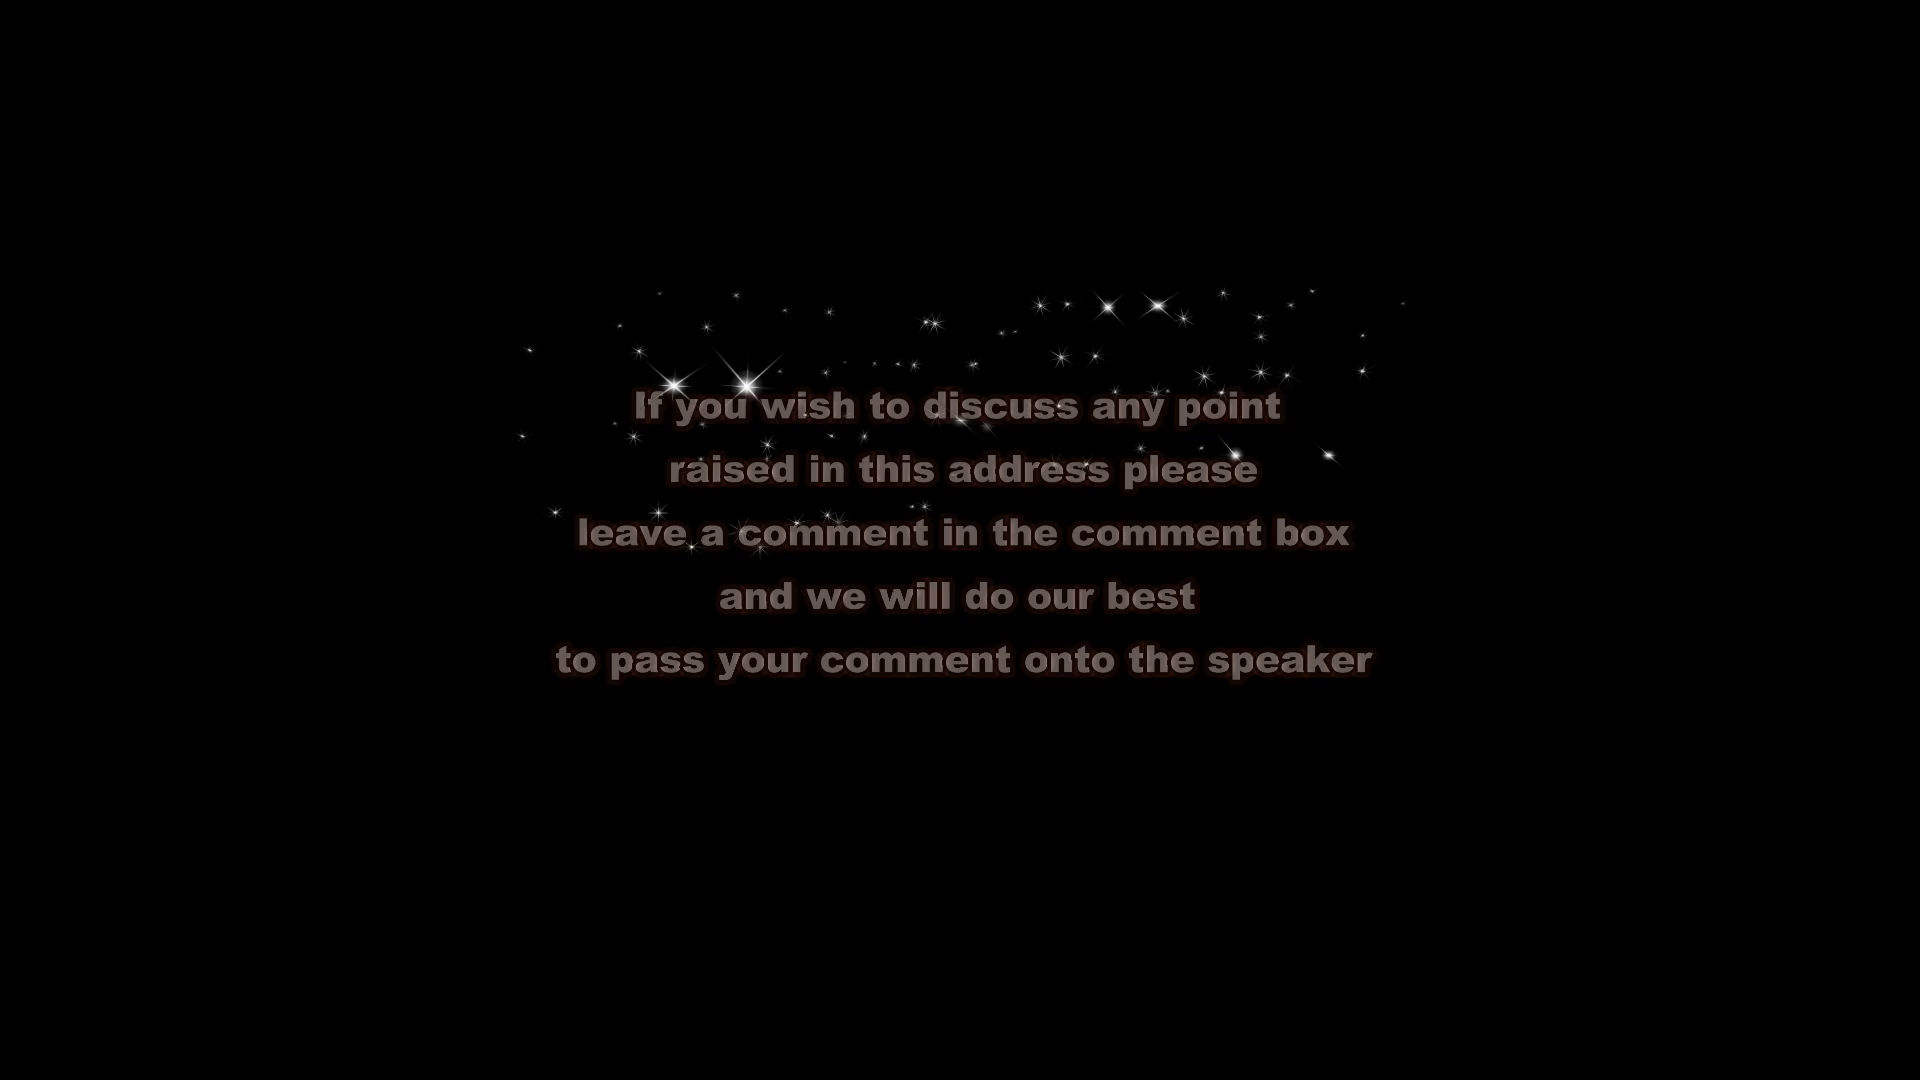 If you wish to discuss any point
raised in this address please
leave a comment in the comment box
and we will do our best
to pass your comment onto the speaker